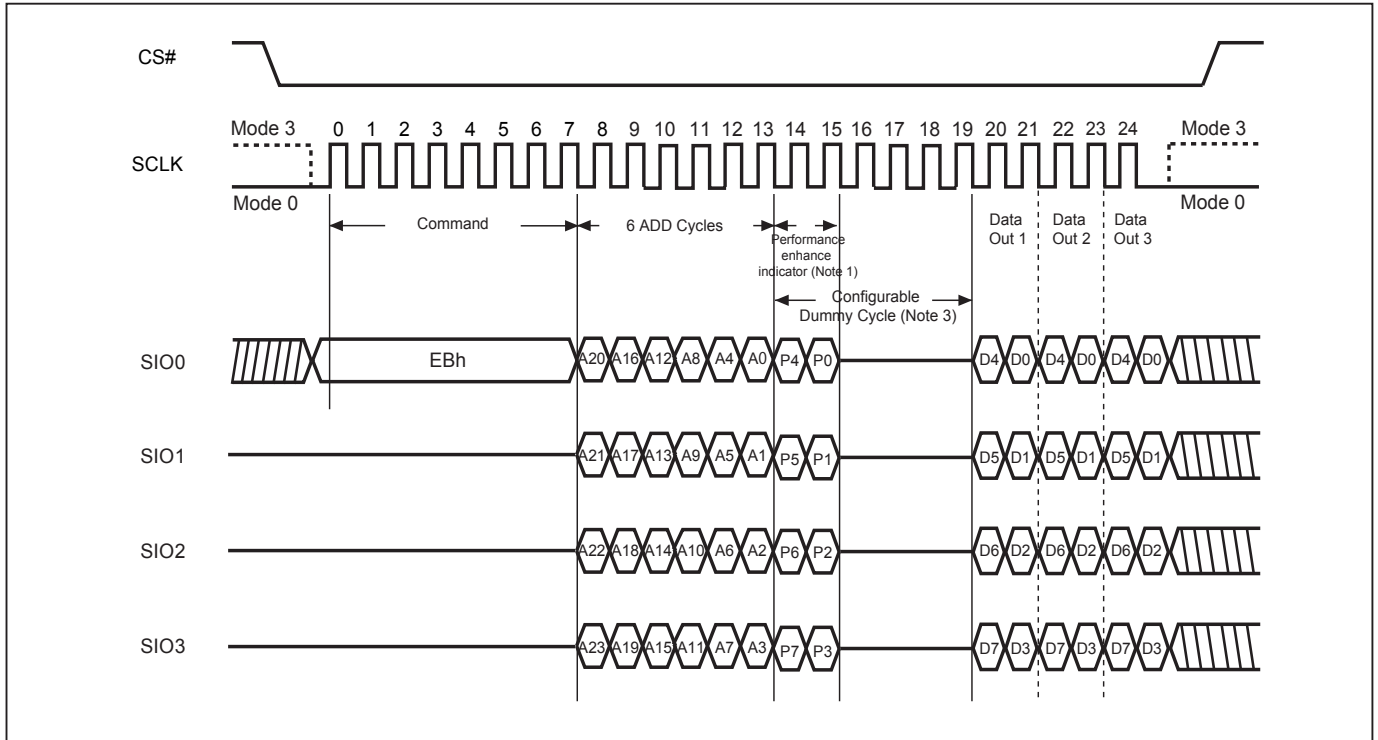 CS#
Mode 3
0 1 2 3 4 5 6 7 8 9 10 11 12 13 14 15 16 17 18 19 20 21 22 23 24
Mode 3
SCLK
Mode 0
Mode 0
Command
6 ADD Cycles
Performance
enhance
indicator (Note 1)
Data
Out 1
Data
Out 2
Data
Out 3
Configurable
Dummy Cycle (Note 3)
SIO0
EBh
A20 A16 A12 A8 A4 A0 P4 P0
D4 D0 D4 D0 D4 D0
SIO1
A21 A17 A13 A9 A5 A1 P5 P1
D5 D1 D5 D1 D5 D1
SIO2
A22 A18 A14 A10 A6 A2 P6 P2
D6 D2 D6 D2 D6 D2
SIO3
A23 A19 A15 A11 A7 A3 P7 P3
D7 D3 D7 D3 D7 D3